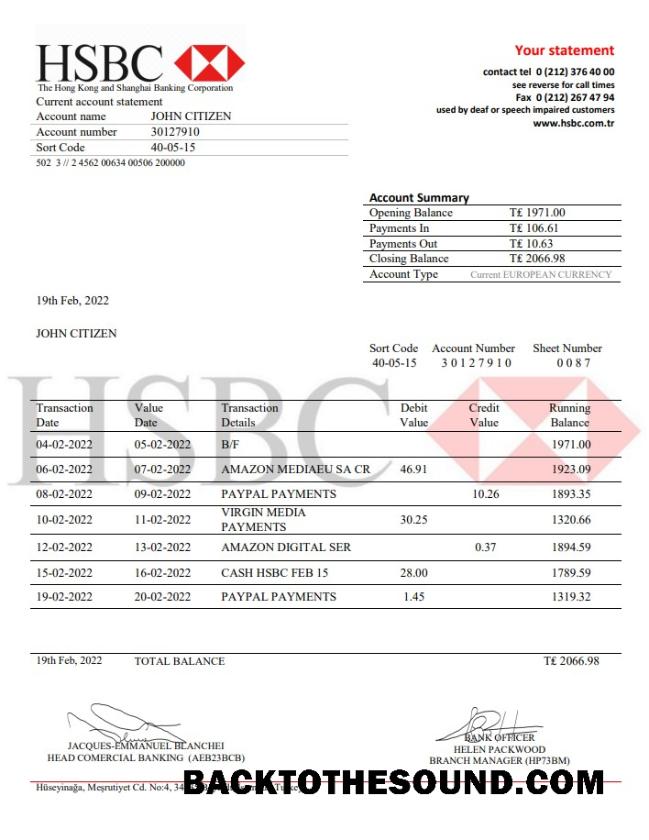 HSBC
The Hong Kong and Shanghai Banking Corporation
Current account statement
Account name JOHN CITIZEN
Account number 30127910
Sort Code 40-05-15
502 3 // 2 4562 00634 00506 200000
Your statement
contact tel 0 (212) 376 40 00
see reverse for call times
Fax 0 (212) 267 47 94
used by deaf or speech impaired customers
www.hsbc.com.tr
Account Summary
Opening Balance T₤ 1971.00
Payments In T₤ 106.61
Payments Out T₤ 10.63
Closing Balance T₤ 2066.98
Account Type Current EUROPEAN CURRENCY
19th Feb, 2022
JOHN CITIZEN
Sort Code Account Number Sheet Number
40-05-15 3 0 1 2 7 9 1 0 0 0 8 7
HSBC
Transaction Value Transaction Debit Credit Running
Date Date Details Value Value Balance
04-02-2022 05-02-2022 B/F 1971.00
06-02-2022 07-02-2022 AMAZON MEDIAEU SA CR 46.91 1923.09
08-02-2022 09-02-2022 PAYPAL PAYMENTS 10.26 1893.35
10-02-2022 11-02-2022 VIRGIN MEDIA PAYMENTS 30.25 1320.66
12-02-2022 13-02-2022 AMAZON DIGITAL SER 0.37 1894.59
15-02-2022 16-02-2022 CASH HSBC FEB 15 28.00 1789.59
19-02-2022 20-02-2022 PAYPAL PAYMENTS 1.45 1319.32
19th Feb, 2022 TOTAL BALANCE T₤ 2066.98
JACQUES-EMMANUEL BLANCHEI
HEAD COMERCIAL BANKING (AEB23BCB)
BANK OFFICER
HELEN PACKWOOD
BRANCH MANAGER (HP73BM)
Hüseyinağa, Meşrutiyet Cd. No:4,
BACKTOTHESOUND.COM